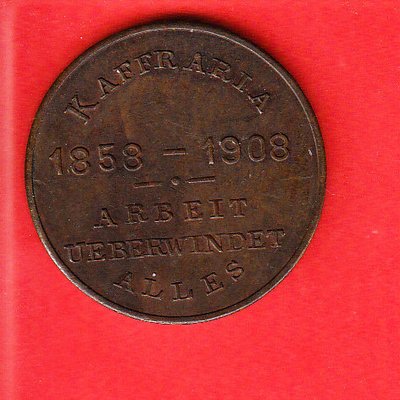 KAFFRARIA
1858 – 1908
ARBEIT
UEBERWINDET
ALLES